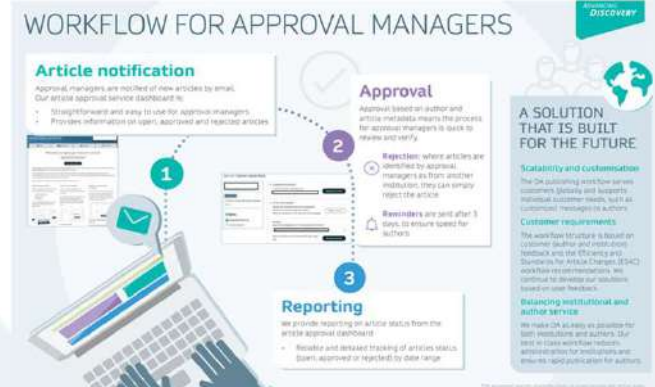 WORKFLOW FOR APPROVAL MANAGERS
ADVANCING
DISCOVERY
Article notification
Approval managers are notified of new articles by email.
Our article approval service dashboard is:
• Straightforward and easy to use for approval managers
• Provides information on open, approved and rejected articles
1
2
Approval
Approval based on author and
article metadata means the process
for approval managers is quick to
review and verify.
Rejection: where articles are
identified by approval
managers as from another
institution, they can simply
reject the article
Reminders are sent after 3
days, to ensure speed for
authors
3
Reporting
We provide reporting on article status from the
article approval dashboard
• Reliable and detailed tracking of articles status
(open, approved or rejected) by date range
A SOLUTION
THAT IS BUILT
FOR THE FUTURE
Scalability and customisation
The OA publishing workflow serves
customers globally and supports
individual customer needs, such as
customized messages to authors
Customer requirements
The workflow structure is based on
customer (author and institution)
feedback and the Efficiency and
Standards for Article Charges (ESAC)
workflow recommendations. We
continue to develop our solutions
based on user feedback.
Balancing institutional and
author service
We make OA as easy as possible for
both institutions and authors. Our
best in class workflow reduces
administration for institutions and
ensures rapid publication for authors